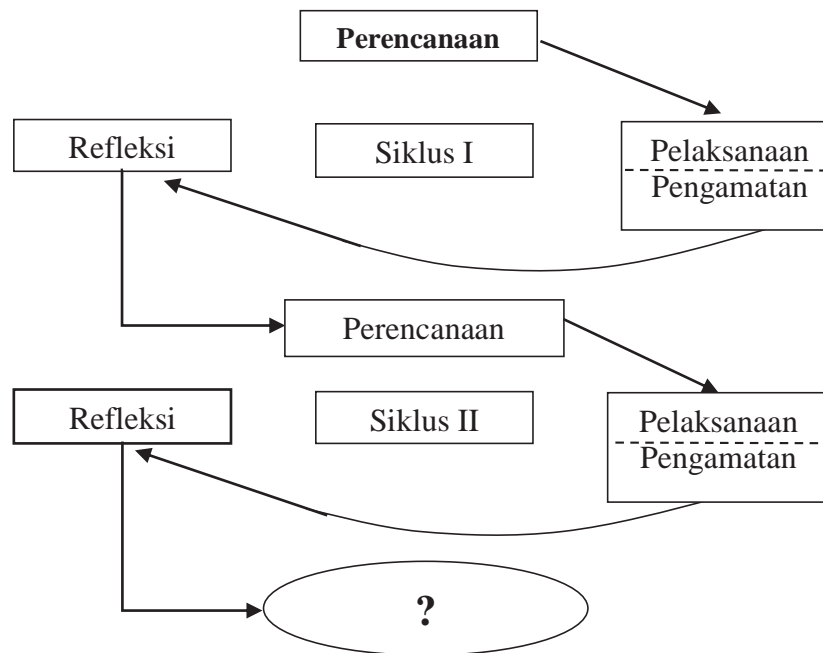 Perencanaan
Refleksi
Siklus I
Pelaksanaan
Pengamatan
Perencanaan
Refleksi
Siklus II
Pelaksanaan
Pengamatan
?